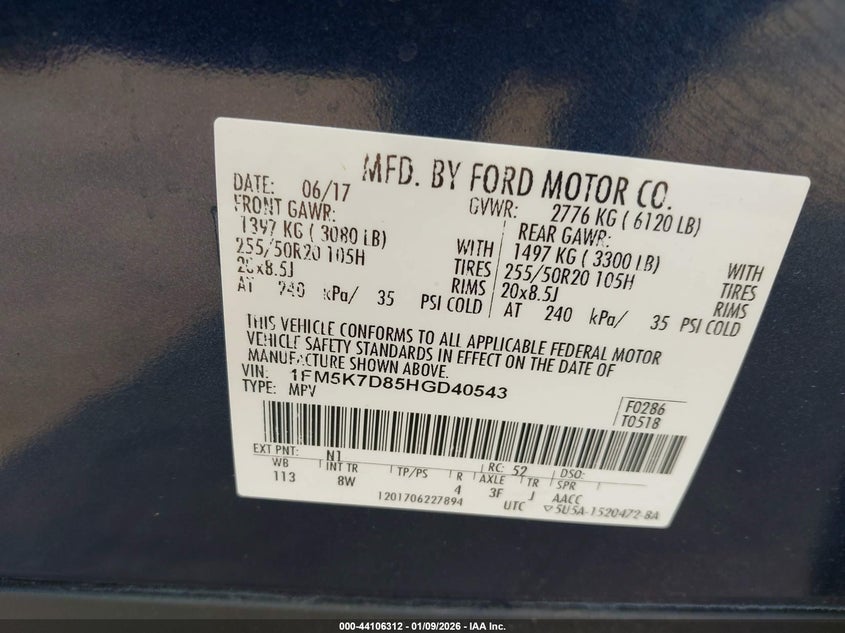 MFD. BY FORD MOTOR CO.
DATE: 06/17 GVWR: 2776 KG ( 6120 LB)
FRONT GAWR: REAR GAWR:
1397 KG ( 3080 LB) WITH 1497 KG ( 3300 LB) WITH
255/50R20 105H TIRES 255/50R20 105H TIRES
20x8.5J RIMS 20x8.5J RIMS
AT 240 kPa/ 35 PSI COLD AT 240 kPa/ 35 PSI COLD
THIS VEHICLE CONFORMS TO ALL APPLICABLE FEDERAL MOTOR
VEHICLE SAFETY STANDARDS IN EFFECT ON THE DATE OF
MANUFACTURE SHOWN ABOVE.
VIN: 1FM5K7D85HGD40543
TYPE: MPV
F0286
T0518
EXT PNT: N1 RC: 52 DSO:
WB INT TR TP/PS R AXLE TR SPR
113 8W 4 3F J AACC
1201706227894 UTC ▽5U5A-1520472-BA
000-44106312 - 01/09/2026 - IAA Inc.